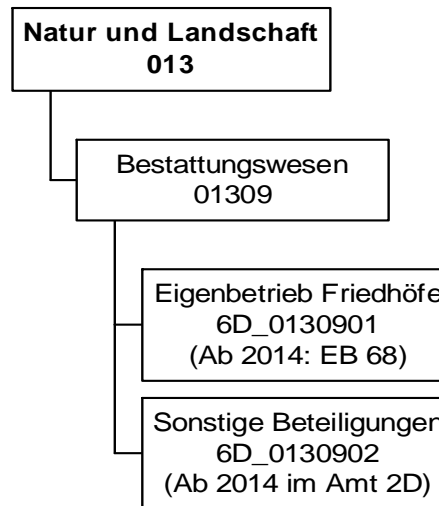 Natur und Landschaft
013
Bestattungswesen
01309
Eigenbetrieb Friedhöfe
6D_0130901
(Ab 2014: EB 68)
Sonstige Beteiligungen
6D_0130902
(Ab 2014 im Amt 2D)